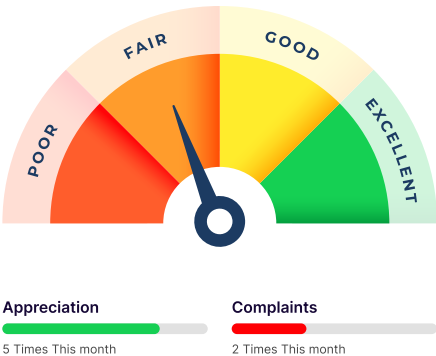 POOR
FAIR
GOOD
EXCELLENT
Appreciation
5 Times This month
Complaints
2 Times This month